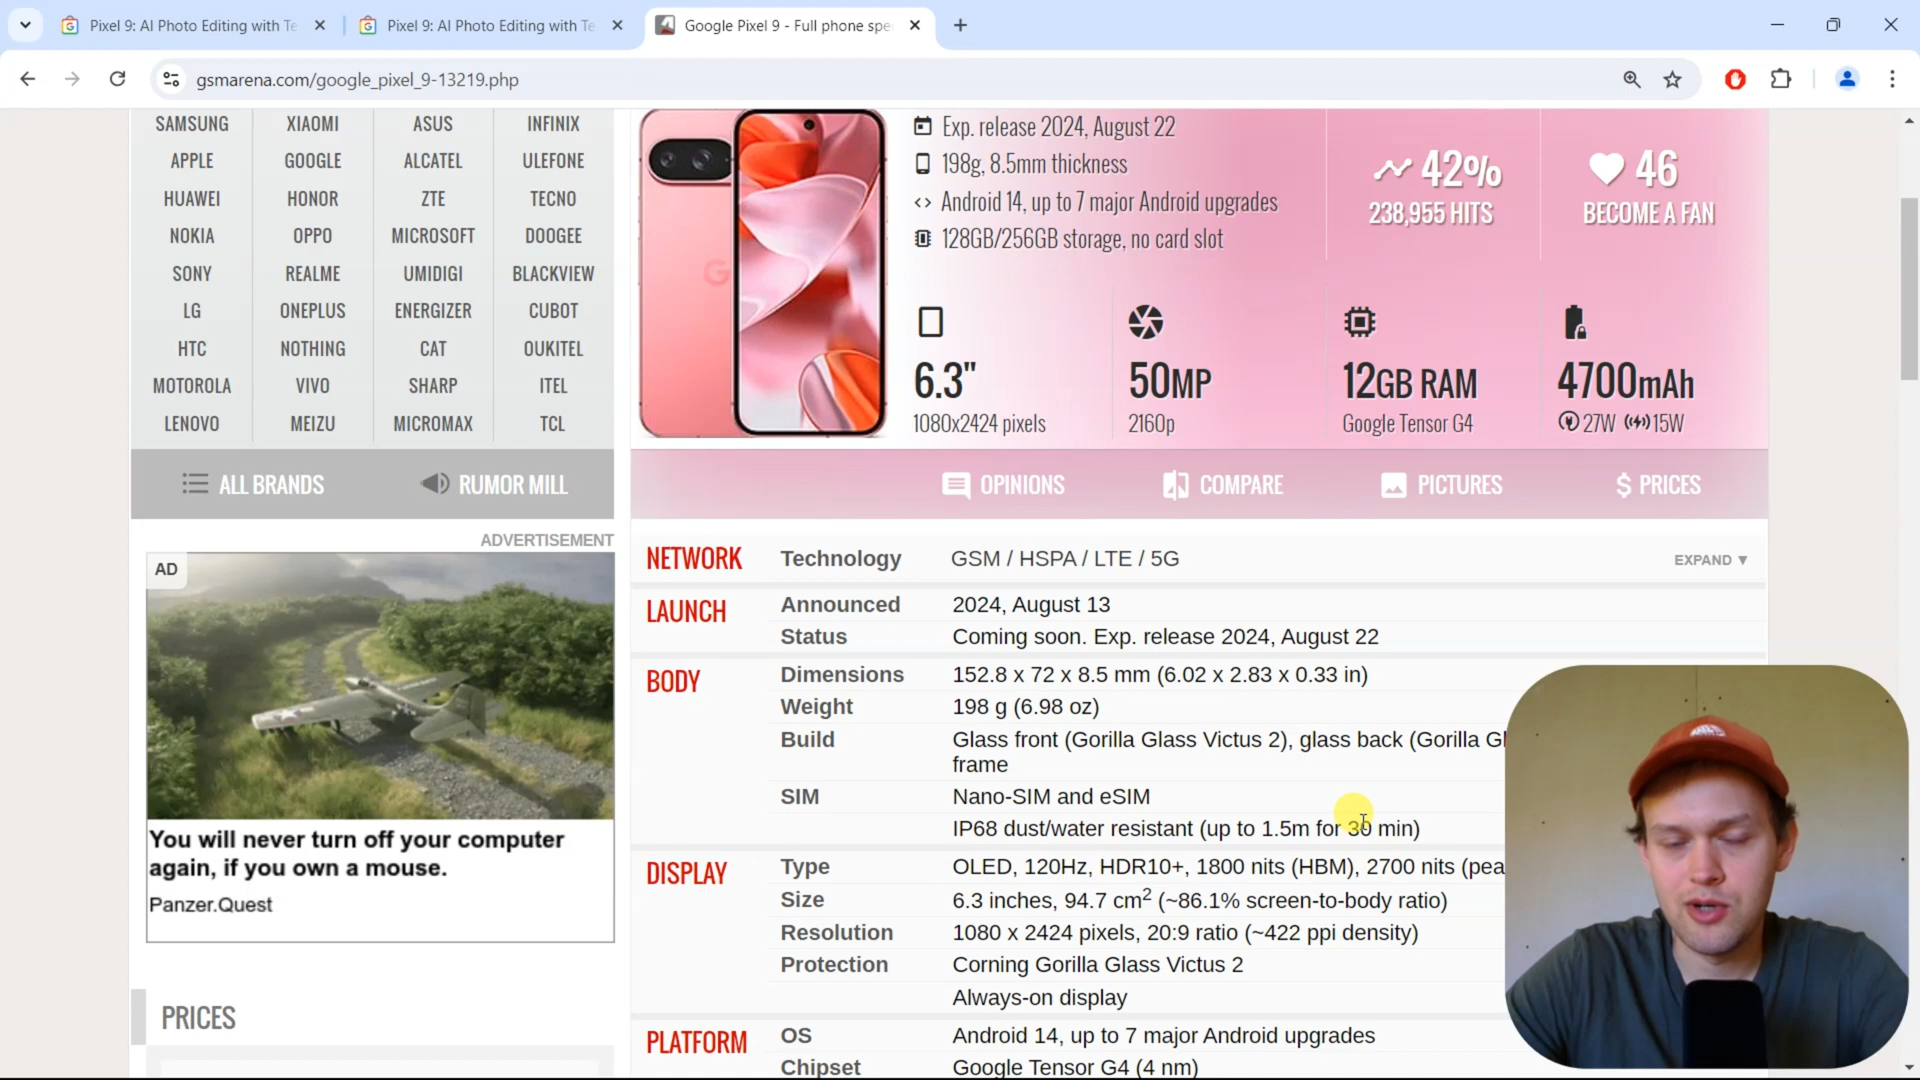 Pixel 9: AI Photo Editing with Te
Pixel 9: AI Photo Editing with Te
Google Pixel 9 - Full phone spe
gsmarena.com/google_pixel_9-13219.php
SAMSUNG XIAOMI ASUS INFINIX
APPLE GOOGLE ALCATEL ULEFONE
HUAWEI HONOR ZTE TECNO
NOKIA OPPO MICROSOFT DOOGEE
SONY REALME UMIDIGI BLACKVIEW
LG ONEPLUS ENERGIZER CUBOT
HTC NOTHING CAT OUKITEL
MOTOROLA VIVO SHARP ITEL
LENOVO MEIZU MICROMAX TCL
ALL BRANDS RUMOR MILL
ADVERTISEMENT
AD
You will never turn off your computer
again, if you own a mouse.
Panzer.Quest
PRICES
Exp. release 2024, August 22
198g, 8.5mm thickness
Android 14, up to 7 major Android upgrades
128GB/256GB storage, no card slot
42%
238,955 HITS
46
BECOME A FAN
6.3"
1080x2424 pixels
50MP
2160p
12GB RAM
Google Tensor G4
4700mAh
27W 15W
OPINIONS COMPARE PICTURES PRICES
NETWORK Technology GSM / HSPA / LTE / 5G EXPAND ▼
LAUNCH Announced 2024, August 13
Status Coming soon. Exp. release 2024, August 22
BODY Dimensions 152.8 x 72 x 8.5 mm (6.02 x 2.83 x 0.33 in)
Weight 198 g (6.98 oz)
Build Glass front (Gorilla Glass Victus 2), glass back (Gorilla Gl
frame
SIM Nano-SIM and eSIM
IP68 dust/water resistant (up to 1.5m for 30 min)
DISPLAY Type OLED, 120Hz, HDR10+, 1800 nits (HBM), 2700 nits (pea
Size 6.3 inches, 94.7 cm2 (~86.1% screen-to-body ratio)
Resolution 1080 x 2424 pixels, 20:9 ratio (~422 ppi density)
Protection Corning Gorilla Glass Victus 2
Always-on display
PLATFORM OS Android 14, up to 7 major Android upgrades
Chipset Google Tensor G4 (4 nm)